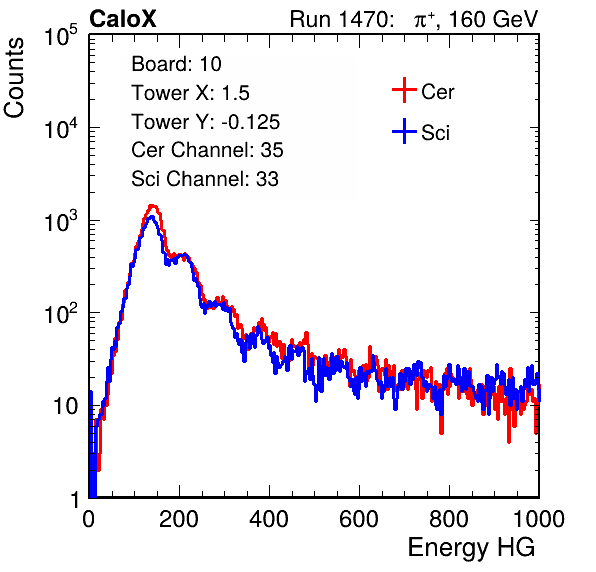 CaloX Run 1470: π⁺, 160 GeV
Counts
10⁵
10⁴
10³
10²
10
1
Board: 10
Tower X: 1.5
Tower Y: -0.125
Cer Channel: 35
Sci Channel: 33
Cer
Sci
0 200 400 600 800 1000
Energy HG